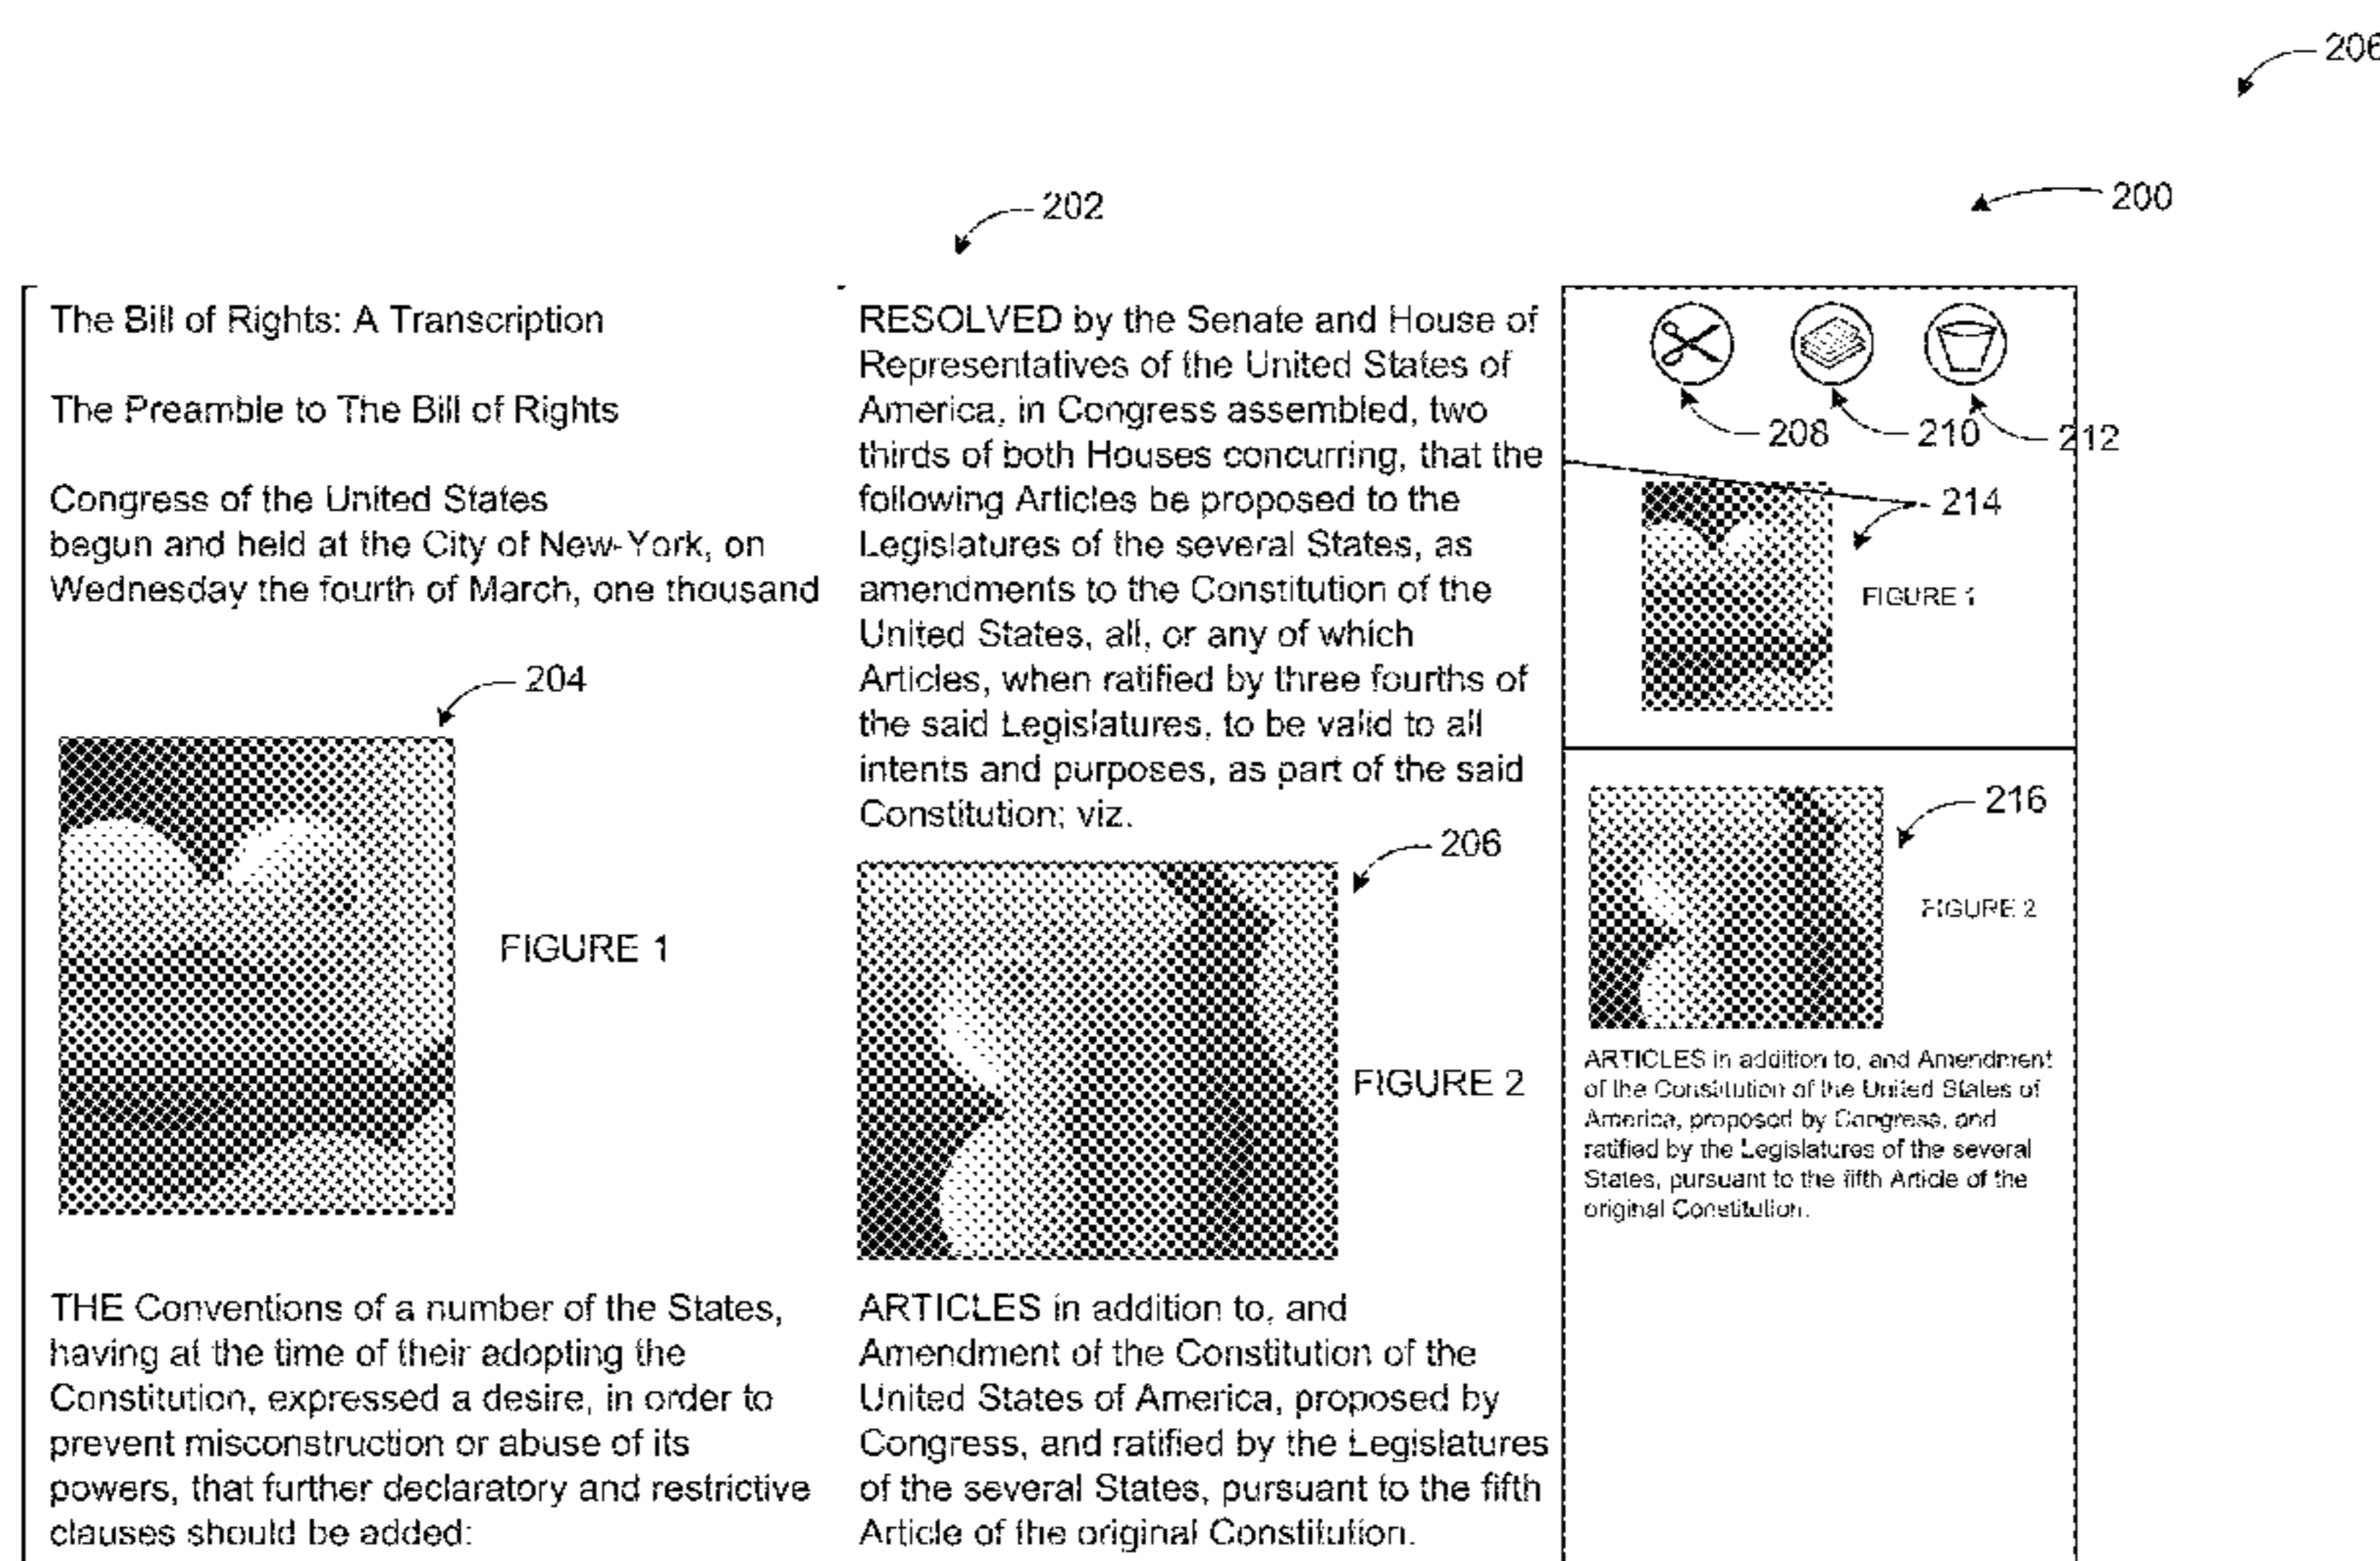 206
202
200
The Bill of Rights: A Transcription
The Preamble to The Bill of Rights
Congress of the United States
begun and held at the City of New-York, on
Wednesday the fourth of March, one thousand
204
FIGURE 1
THE Conventions of a number of the States,
having at the time of their adopting the
Constitution, expressed a desire, in order to
prevent misconstruction or abuse of its
powers, that further declaratory and restrictive
clauses should be added:
RESOLVED by the Senate and House of
Representatives of the United States of
America, in Congress assembled, two
thirds of both Houses concurring, that the
following Articles be proposed to the
Legislatures of the several States, as
amendments to the Constitution of the
United States, all, or any of which
Articles, when ratified by three fourths of
the said Legislatures, to be valid to all
intents and purposes, as part of the said
Constitution; viz.
206
FIGURE 2
ARTICLES in addition to, and
Amendment of the Constitution of the
United States of America, proposed by
Congress, and ratified by the Legislatures
of the several States, pursuant to the fifth
Article of the original Constitution.
208
210
212
214
FIGURE 1
216
FIGURE 2
ARTICLES in addition to, and Amendment
of the Constitution of the United States of
America, proposed by Congress, and
ratified by the Legislatures of the several
States, pursuant to the fifth Article of the
original Constitution.